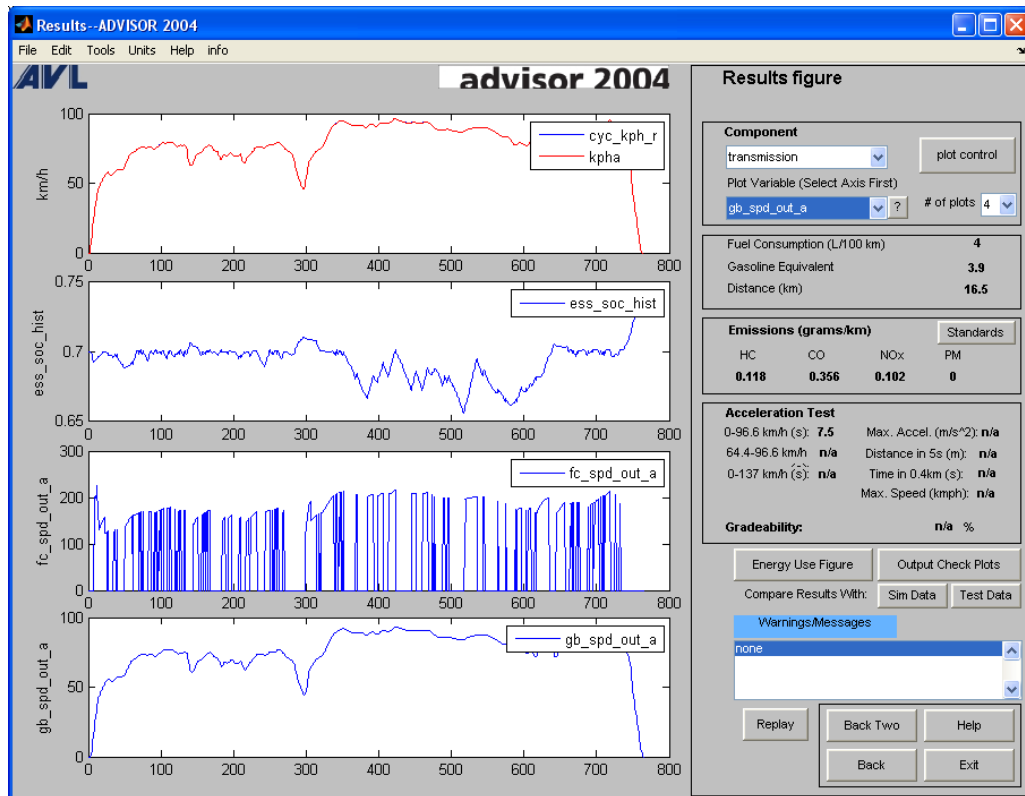 Results--ADVISOR 2004
File Edit Tools Units Help info
AVL
advisor 2004
100
50
0
km/h
cyc_kph_r
kpha
0 100 200 300 400 500 600 700 800
0.75
0.7
0.65
ess_soc_hist
ess_soc_hist
0 100 200 300 400 500 600 700 800
300
200
100
0
fc_spd_out_a
fc_spd_out_a
0 100 200 300 400 500 600 700 800
100
50
0
gb_spd_out_a
gb_spd_out_a
0 100 200 300 400 500 600 700 800
Results figure
Component
transmission
plot control
Plot Variable (Select Axis First)
gb_spd_out_a ? # of plots 4
Fuel Consumption (L/100 km) 4
Gasoline Equivalent 3.9
Distance (km) 16.5
Emissions (grams/km) Standards
HC CO NOx PM
0.118 0.356 0.102 0
Acceleration Test
0-96.6 km/h (s): 7.5 Max. Accel. (m/s^2): n/a
64.4-96.6 km/h n/a Distance in 5s (m): n/a
0-137 km/h (s): n/a Time in 0.4km (s): n/a
Max. Speed (kmph): n/a
Gradeability: n/a %
Energy Use Figure Output Check Plots
Compare Results With: Sim Data Test Data
Warnings/Messages
none
Replay Back Two Help
Back Exit